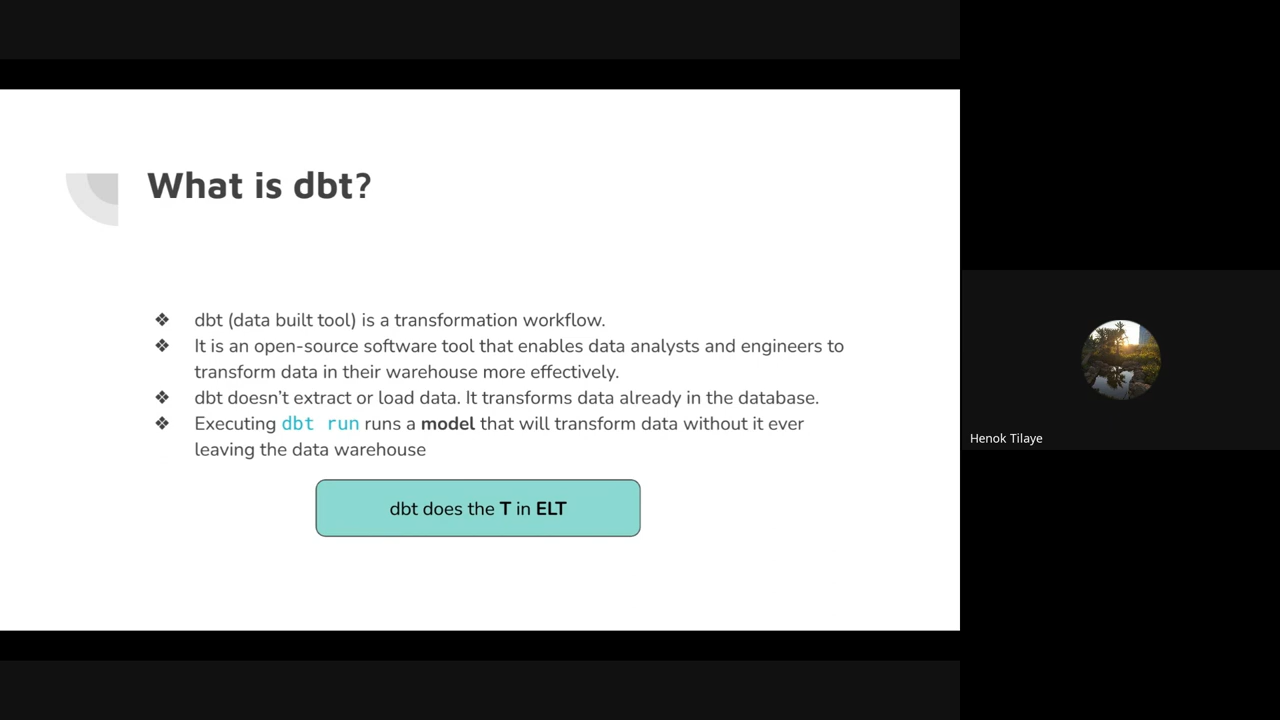 What is dbt?
❖ dbt (data built tool) is a transformation workflow.
❖ It is an open-source software tool that enables data analysts and engineers to
transform data in their warehouse more effectively.
❖ dbt doesn’t extract or load data. It transforms data already in the database.
❖ Executing dbt run runs a model that will transform data without it ever
leaving the data warehouse
dbt does the T in ELT
Henok Tilaye